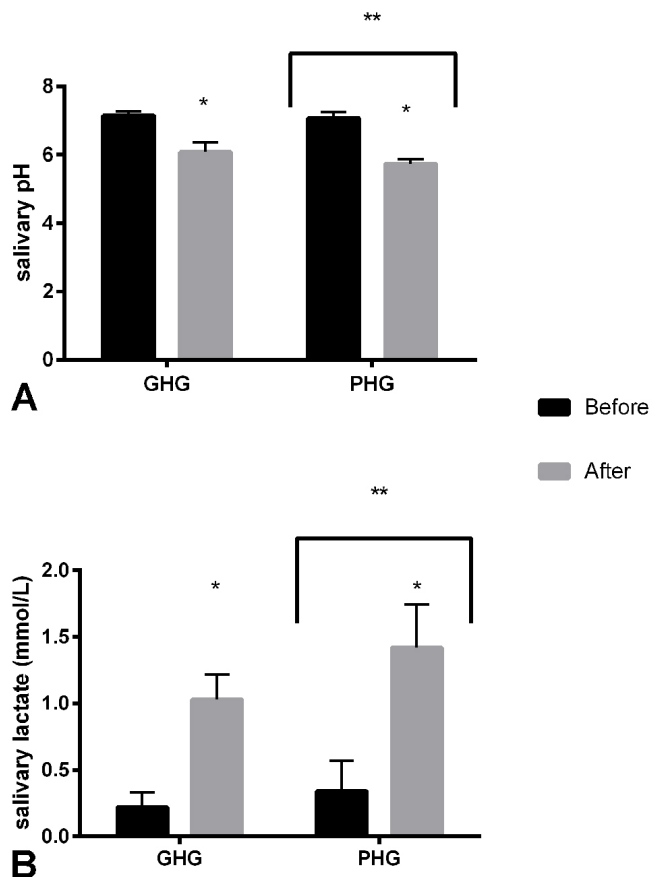 **
8
*
*
6
4
2
0
salivary pH
GHG
PHG
A
Before
After
**
2.0
*
*
1.5
1.0
0.5
0.0
salivary lactate (mmol/L)
GHG
PHG
B